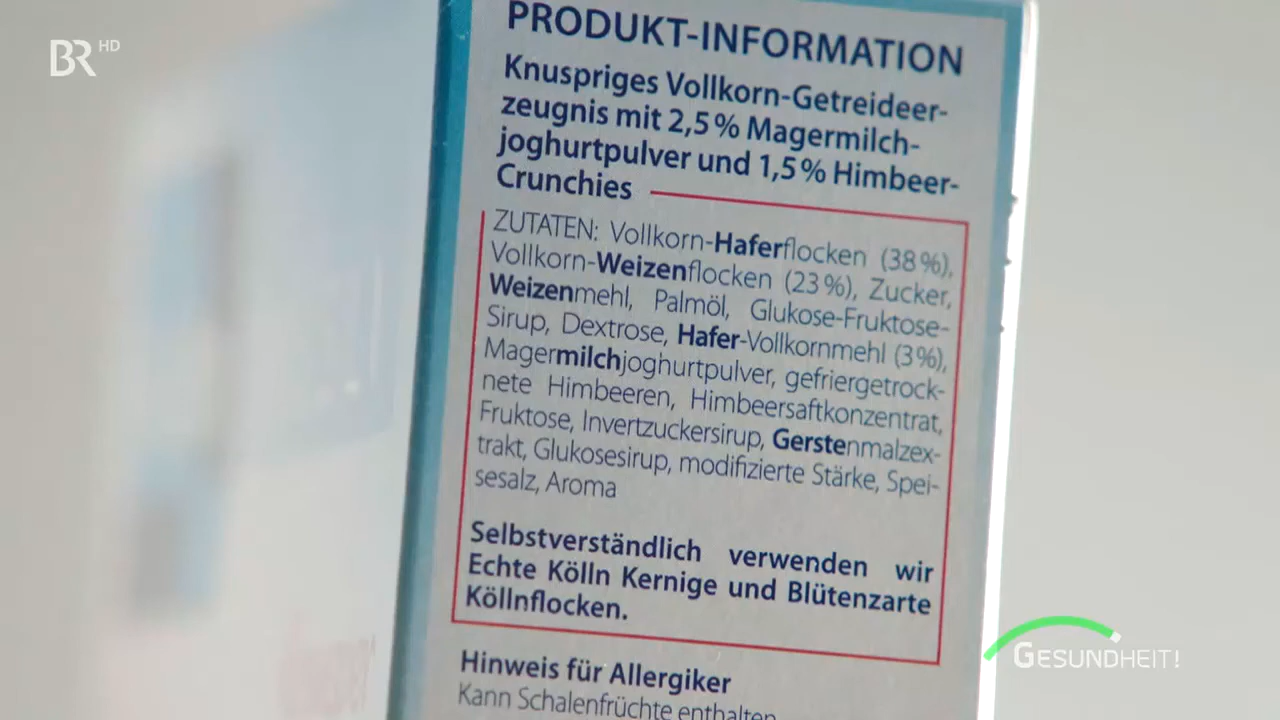 BR HD
PRODUKT-INFORMATION
Knuspriges Vollkorn-Getreideer-
zeugnis mit 2,5 % Magermilch-
joghurtpulver und 1,5 % Himbeer-
Crunchies
ZUTATEN: Vollkorn-Haferflocken (38 %),
Vollkorn-Weizenflocken (23 %), Zucker,
Weizenmehl, Palmöl, Glukose-Fruktose-
Sirup, Dextrose, Hafer-Vollkornmehl (3%),
Magermilchjoghurtpulver, gefriergetrock-
nete Himbeeren, Himbeersaftkonzentrat,
Fruktose, Invertzuckersirup, Gerstenmalzex-
trakt, Glukosesirup, modifizierte Stärke, Spei-
sesalz, Aroma
Selbstverständlich verwenden wir
Echte Kölln Kernige und Blütenzarte
Köllnflocken.
Hinweis für Allergiker
Kann Schalenfrüchte enthalten
GESUNDHEIT!